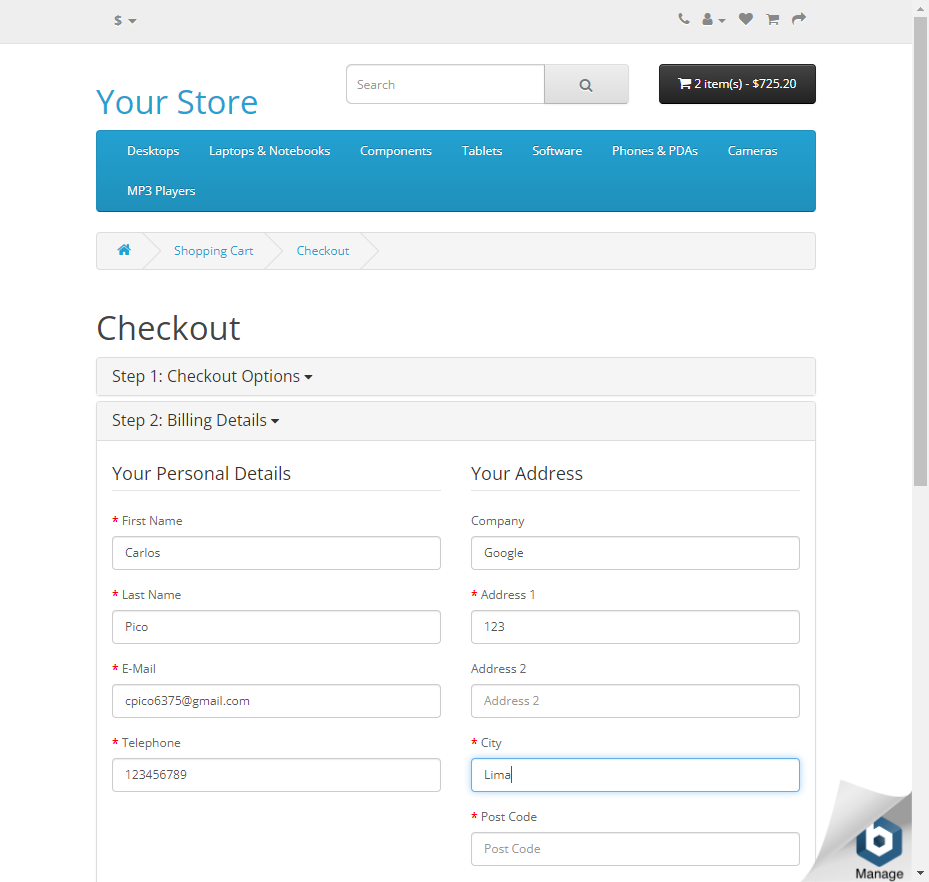 $
Your Store
Search
2 item(s) - $725.20
Desktops Laptops & Notebooks Components Tablets Software Phones & PDAs Cameras
MP3 Players
Shopping Cart Checkout
Checkout
Step 1: Checkout Options
Step 2: Billing Details
Your Personal Details
* First Name
Carlos
* Last Name
Pico
* E-Mail
cpico6375@gmail.com
* Telephone
123456789
Your Address
Company
Google
* Address 1
123
Address 2
Address 2
* City
Lima
* Post Code
Post Code
b
Manage